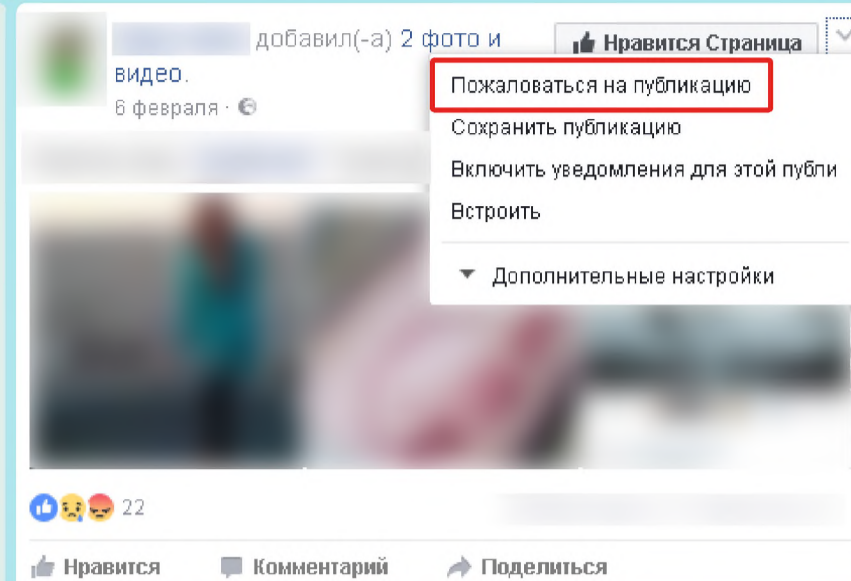 добавил(-а) 2 фото и
видео.
6 февраля ·
Нравится Страница
Пожаловаться на публикацию
Сохранить публикацию
Включить уведомления для этой публи
Встроить
Дополнительные настройки
22
Нравится Комментарий Поделиться